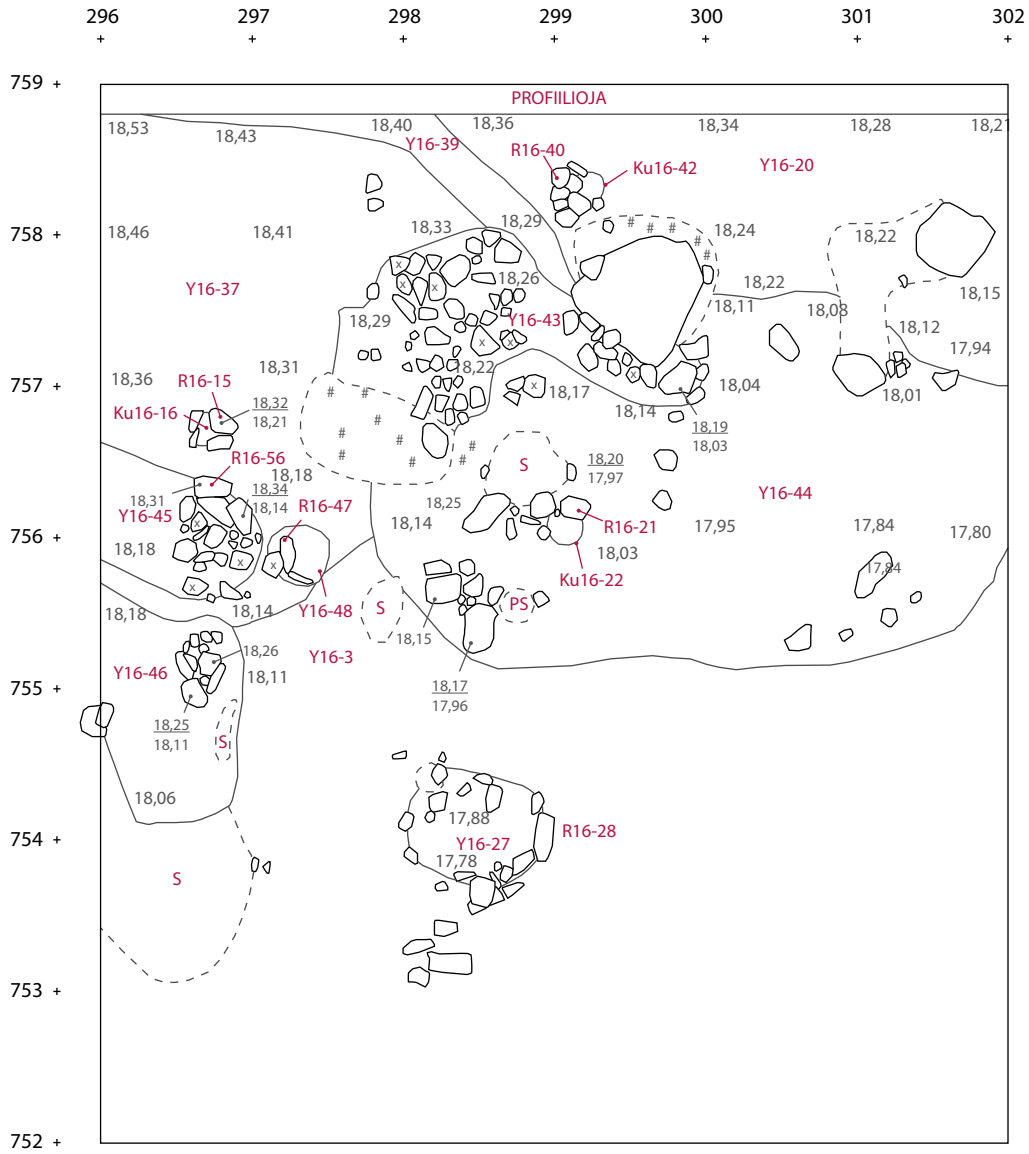 296 297 298 299 300 301 302
+ + + + + + +
759 +
PROFIILIOJA
18,53 18,43 18,40 18,36 18,34 18,28 18,21
Y16-39 R16-40 Ku16-42 Y16-20
758 +
18,46 18,41 18,33 18,29 18,24 18,22
# # # # #
x x x
18,26 18,22 18,15
Y16-37
18,29 Y16-43 18,11 18,08 18,12
x x
17,94
18,31 18,22
757 +
18,36 R16-15 x 18,17 x 18,04 18,01
Ku16-16 18,32
18,21
18,14
18,19
18,03
# # # # # # # # #
R16-56 S 18,20
17,97
18,18
18,31 18,34
18,14
R16-47 18,25 Y16-44
Y16-45 x 18,14 R16-21 17,95 17,84 17,80
756 +
18,18 x x 18,03
Ku16-22 17,84
x
18,18 18,14 Y16-48 S PS
18,15
18,26 Y16-3
Y16-46 18,11
755 +
18,17
17,96
18,25
18,11
S
18,06
17,88
754 +
Y16-27 R16-28
17,78
S
753 +
752 +